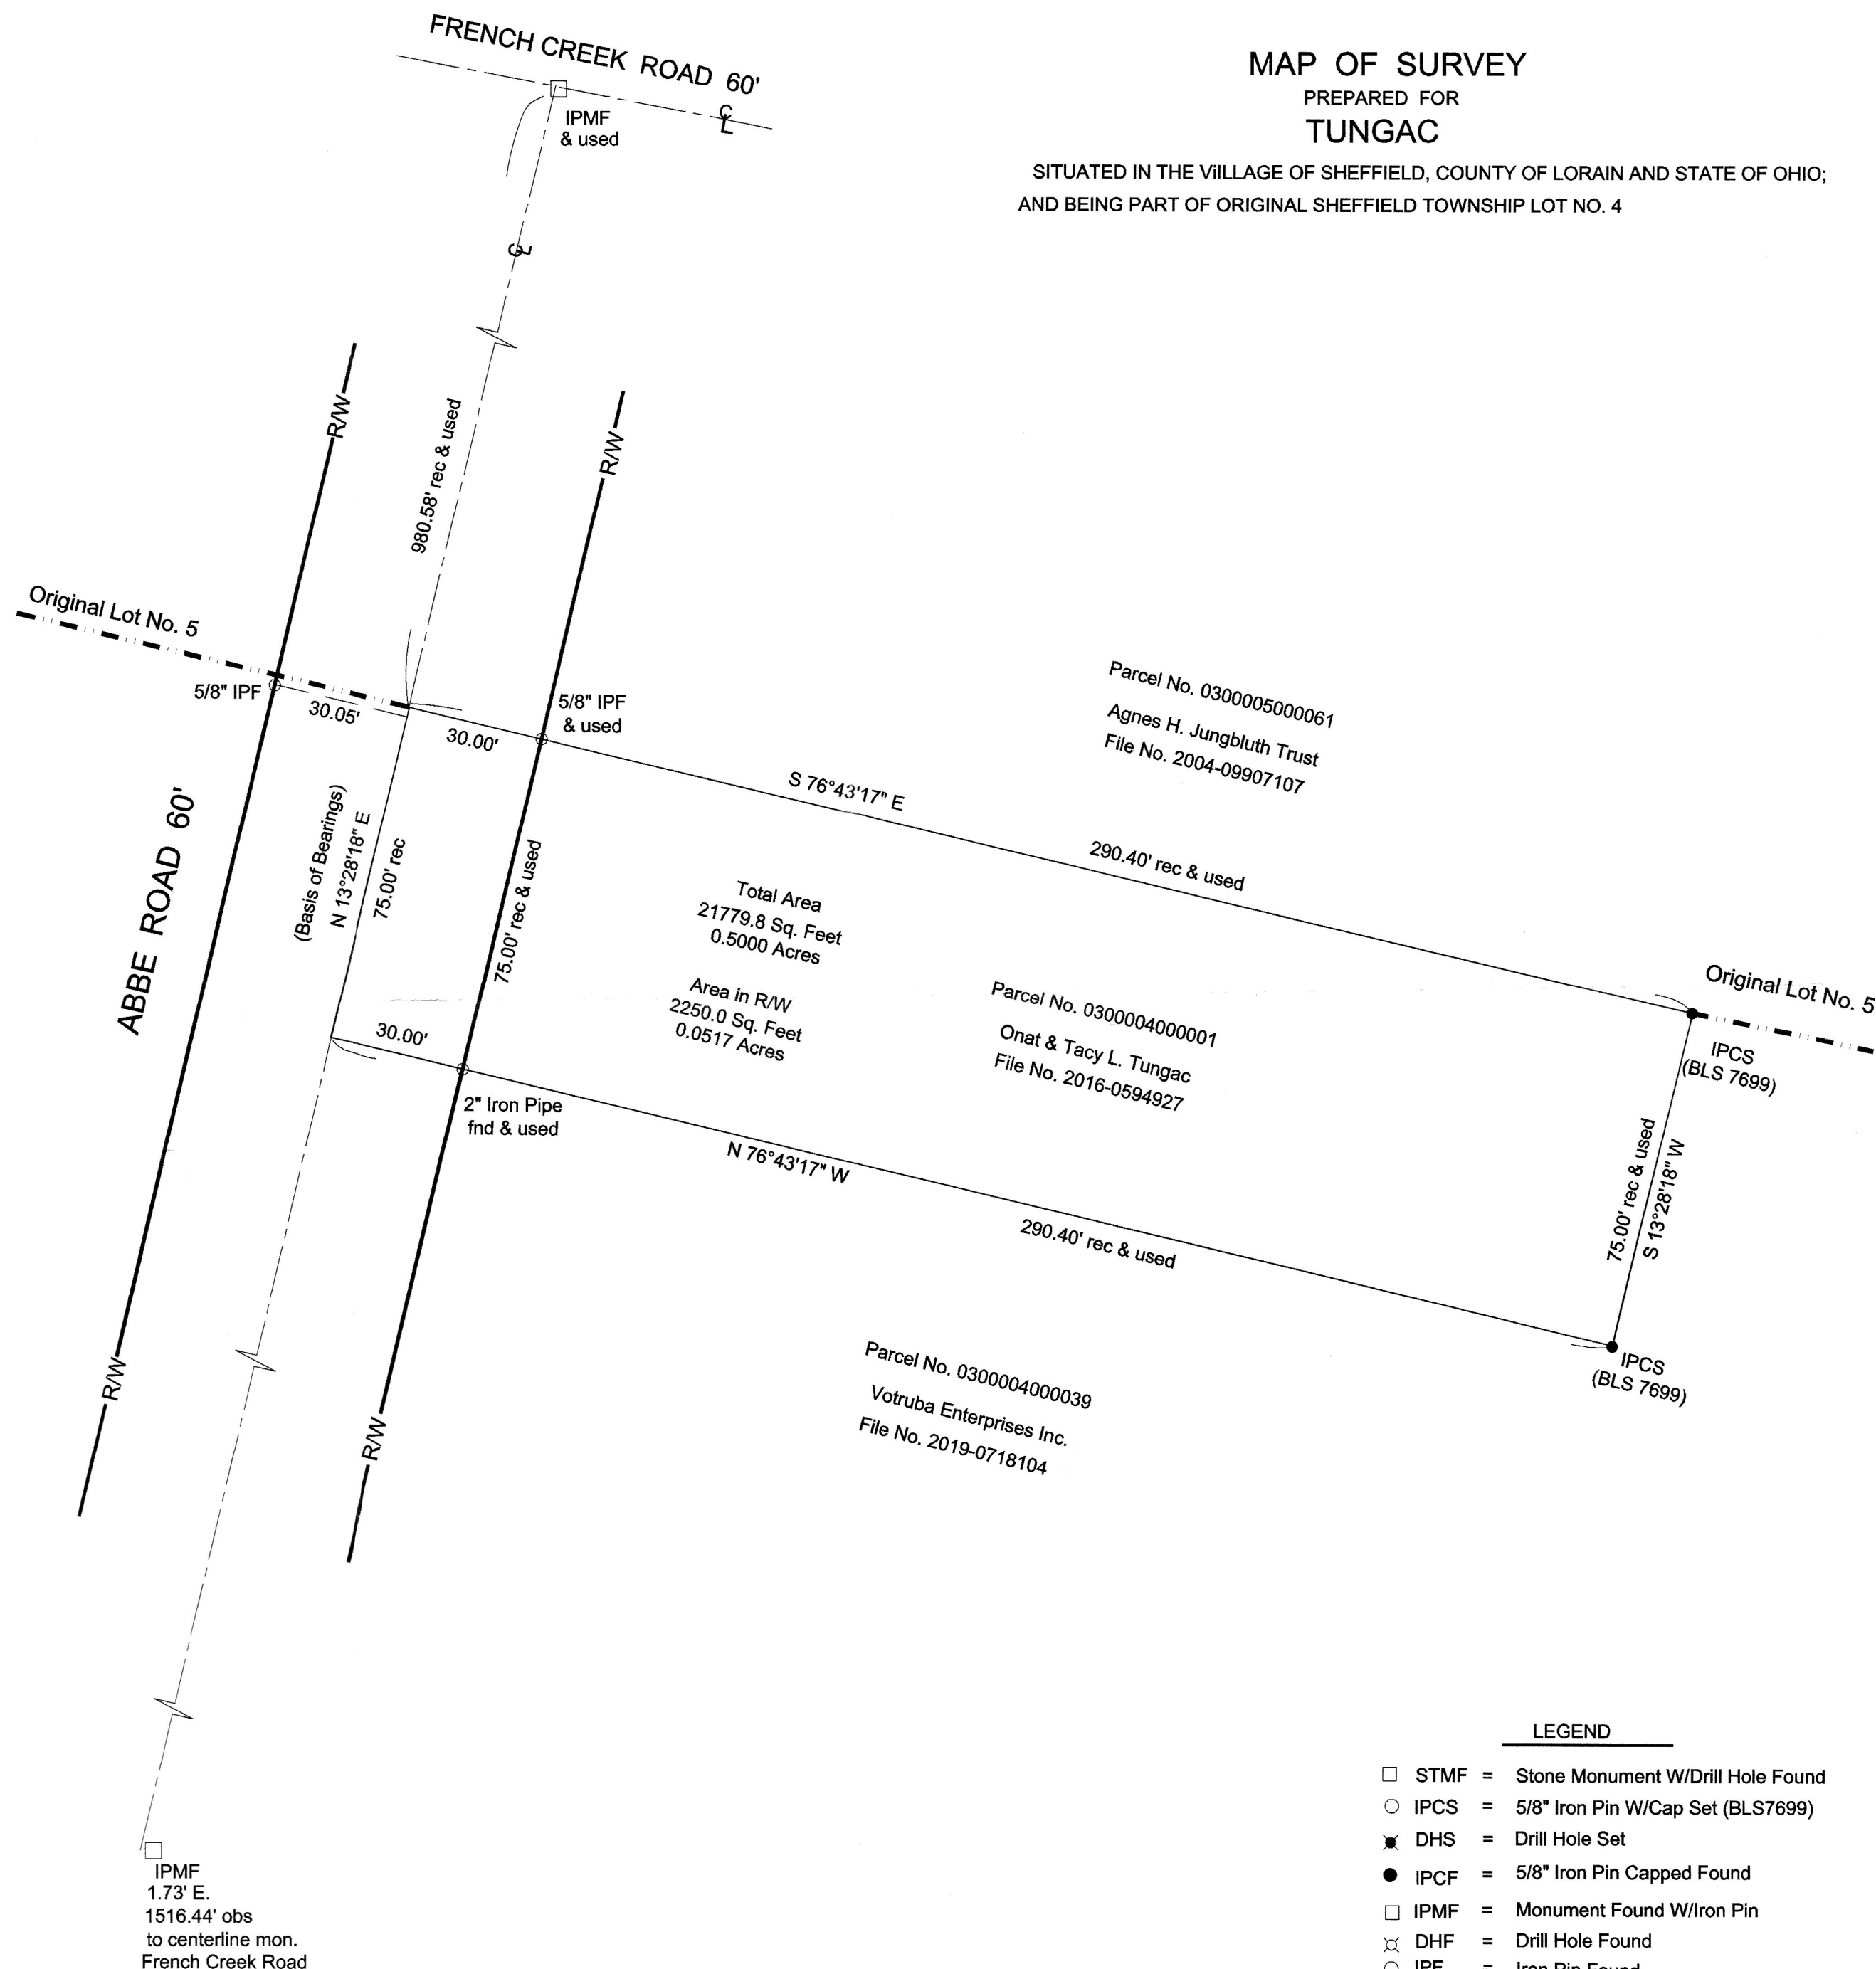 FRENCH CREEK ROAD 60'
MAP OF SURVEY
PREPARED FOR
TUNGAC
SITUATED IN THE ViILLAGE OF SHEFFIELD, COUNTY OF LORAIN AND STATE OF OHIO;
AND BEING PART OF ORIGINAL SHEFFIELD TOWNSHIP LOT NO. 4
CL
IPMF
& used
CL
R/W
R/W
980.58' rec & used
Original Lot No. 5
5/8" IPF
30.05'
30.00'
5/8" IPF
& used
Parcel No. 0300005000061
Agnes H. Jungbluth Trust
File No. 2004-09907107
S 76°43'17" E
290.40' rec & used
ABBE ROAD 60'
(Basis of Bearings)
N 13°28'18" E
75.00' rec
75.00' rec & used
Total Area
21779.8 Sq. Feet
0.5000 Acres
Area in R/W
2250.0 Sq. Feet
0.0517 Acres
Parcel No. 0300004000001
Onat & Tacy L. Tungac
File No. 2016-0594927
Original Lot No. 5
IPCS
(BLS 7699)
30.00'
2" Iron Pipe
fnd & used
N 76°43'17" W
290.40' rec & used
75.00' rec & used
S 13°28'18" W
IPCS
(BLS 7699)
Parcel No. 0300004000039
Votruba Enterprises Inc.
File No. 2019-0718104
R/W
R/W
IPMF
1.73' E.
1516.44' obs
to centerline mon.
French Creek Road
LEGEND
STMF = Stone Monument W/Drill Hole Found
IPCS = 5/8" Iron Pin W/Cap Set (BLS7699)
DHS = Drill Hole Set
IPCF = 5/8" Iron Pin Capped Found
IPMF = Monument Found W/Iron Pin
DHF = Drill Hole Found
IPF = Iron Pin Found